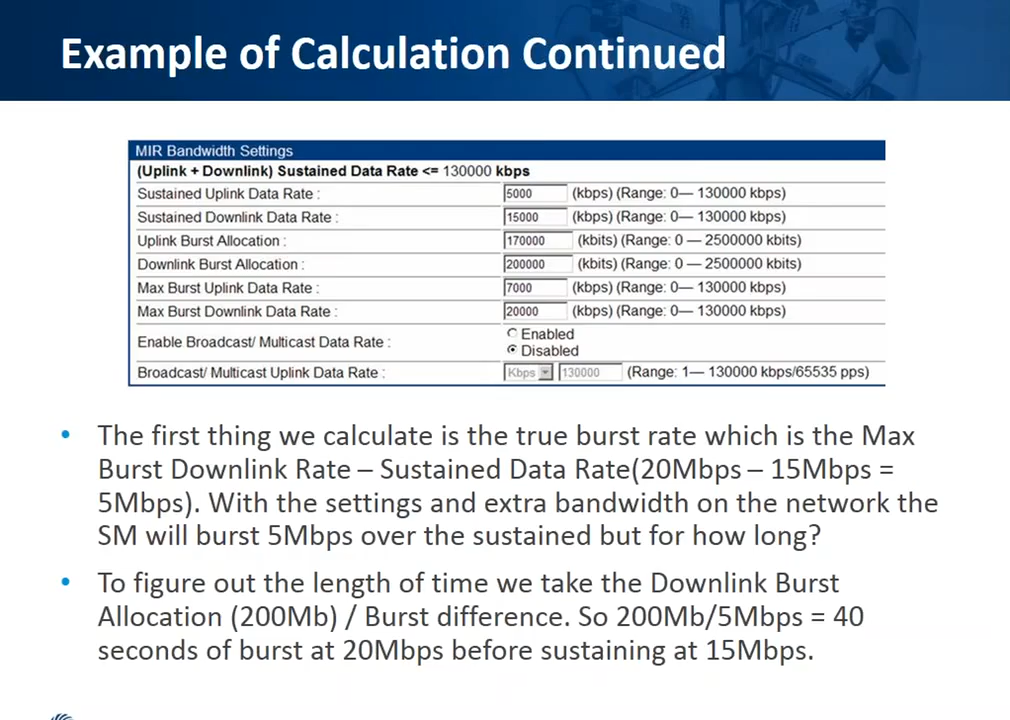 Example of Calculation Continued
MIR Bandwidth Settings
(Uplink + Downlink) Sustained Data Rate <= 130000 kbps
Sustained Uplink Data Rate : 5000 (kbps) (Range: 0— 130000 kbps)
Sustained Downlink Data Rate : 15000 (kbps) (Range: 0— 130000 kbps)
Uplink Burst Allocation : 170000 (kbits) (Range: 0 — 2500000 kbits)
Downlink Burst Allocation : 200000 (kbits) (Range: 0 — 2500000 kbits)
Max Burst Uplink Data Rate : 7000 (kbps) (Range: 0— 130000 kbps)
Max Burst Downlink Data Rate : 20000 (kbps) (Range: 0— 130000 kbps)
Enable Broadcast/ Multicast Data Rate : Enabled
Disabled
Broadcast/ Multicast Uplink Data Rate : Kbps 130000 (Range: 1— 130000 kbps/65535 pps)
• The first thing we calculate is the true burst rate which is the Max
Burst Downlink Rate – Sustained Data Rate(20Mbps – 15Mbps =
5Mbps). With the settings and extra bandwidth on the network the
SM will burst 5Mbps over the sustained but for how long?
• To figure out the length of time we take the Downlink Burst
Allocation (200Mb) / Burst difference. So 200Mb/5Mbps = 40
seconds of burst at 20Mbps before sustaining at 15Mbps.